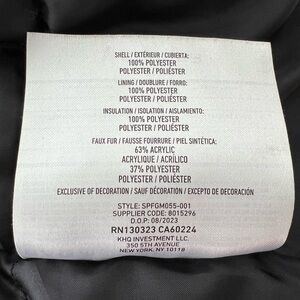 SHELL / EXTÉRIEUR / CUBIERTA:
100% POLYESTER
POLYESTER / POLIÉSTER
LINING / DOUBLURE / FORRO:
100% POLYESTER
POLYESTER / POLIÉSTER
INSULATION / ISOLATION / AISLAMIENTO:
100% POLYESTER
POLYESTER / POLIÉSTER
FAUX FUR / FAUSSE FOURRURE / PIEL SINTÉTICA:
63% ACRYLIC
ACRYLIQUE / ACRÍLICO
37% POLYESTER
POLYESTER / POLIÉSTER
EXCLUSIVE OF DECORATION / SAUF DÉCORATION / EXCEPTO DE DECORACIÓN
STYLE: SPFGM055-001
SUPPLIER CODE: 8015296
D.O.P: 08/2023
RN130323 CA60224
KHQ INVESTMENT LLC.
350 5TH AVENUE
NEW YORK, NY 10118